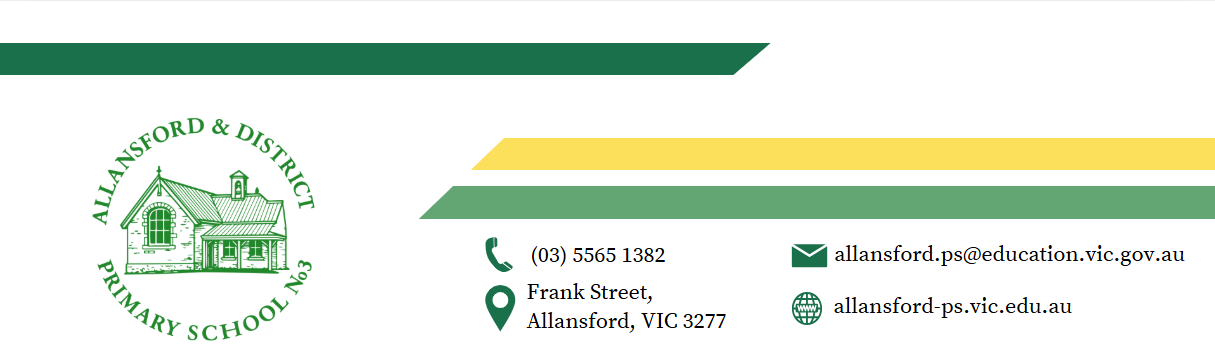 ALLANSFORD & DISTRICT
PRIMARY SCHOOL No3
(03) 5565 1382
Frank Street,
Allansford, VIC 3277
allansford.ps@education.vic.gov.au
allansford-ps.vic.edu.au